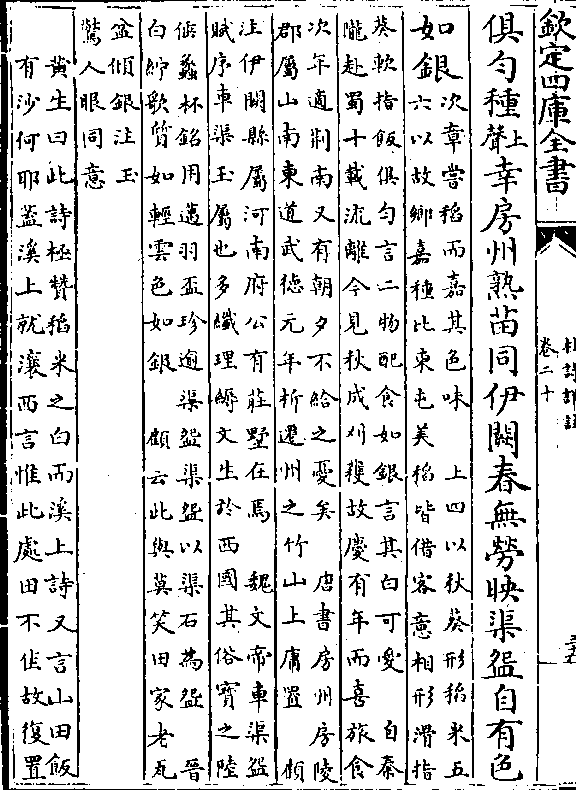 欽定四庫全書
杜詩詳註
卷二十
俱勻種上聲幸房州熟苗同伊闕春無勞映渠盌自有色
如銀次章嘗稻而嘉其色味　上四以秋葵形稻米五
六以故鄉嘉種比東屯美稻皆借客意相形滑指
葵軟指飯俱勻言二物配食如銀言其白可愛　自秦
隴赴蜀十載流離今見秋成刈穫故慶有年而喜旅食
次年適荆南又有朝夕不給之憂矣　唐書房州房陵
郡屬山南東道武德元年析遷州之竹山上庸置　顧
注伊闕縣屬河南府公有莊墅在焉　魏文帝車渠盌
賦序車渠玉屬也多纖理縟文生於西國其俗寶之陸
倕蠡杯銘用邁羽盃珍逾渠盌渠盌以渠石為盌　晉
白紵歌質如輕雲色如銀　顧云此與莫笑田家老瓦
盆傾銀注玉
驚人眼同意
黃生曰此詩極贊稻米之白而溪上詩又言山田飯
有沙何耶蓋溪上就瀼西言惟此處田不佳故復置